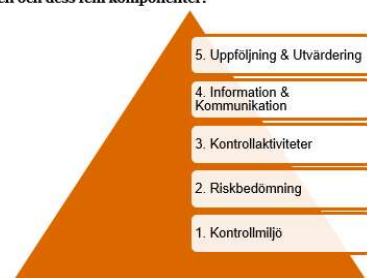 och dess fem komponenter.
5. Uppföljning & Utvärdering
4. Information &
Kommunikation
3. Kontrollaktiviteter
2. Riskbedömning
1. Kontrollmiljö